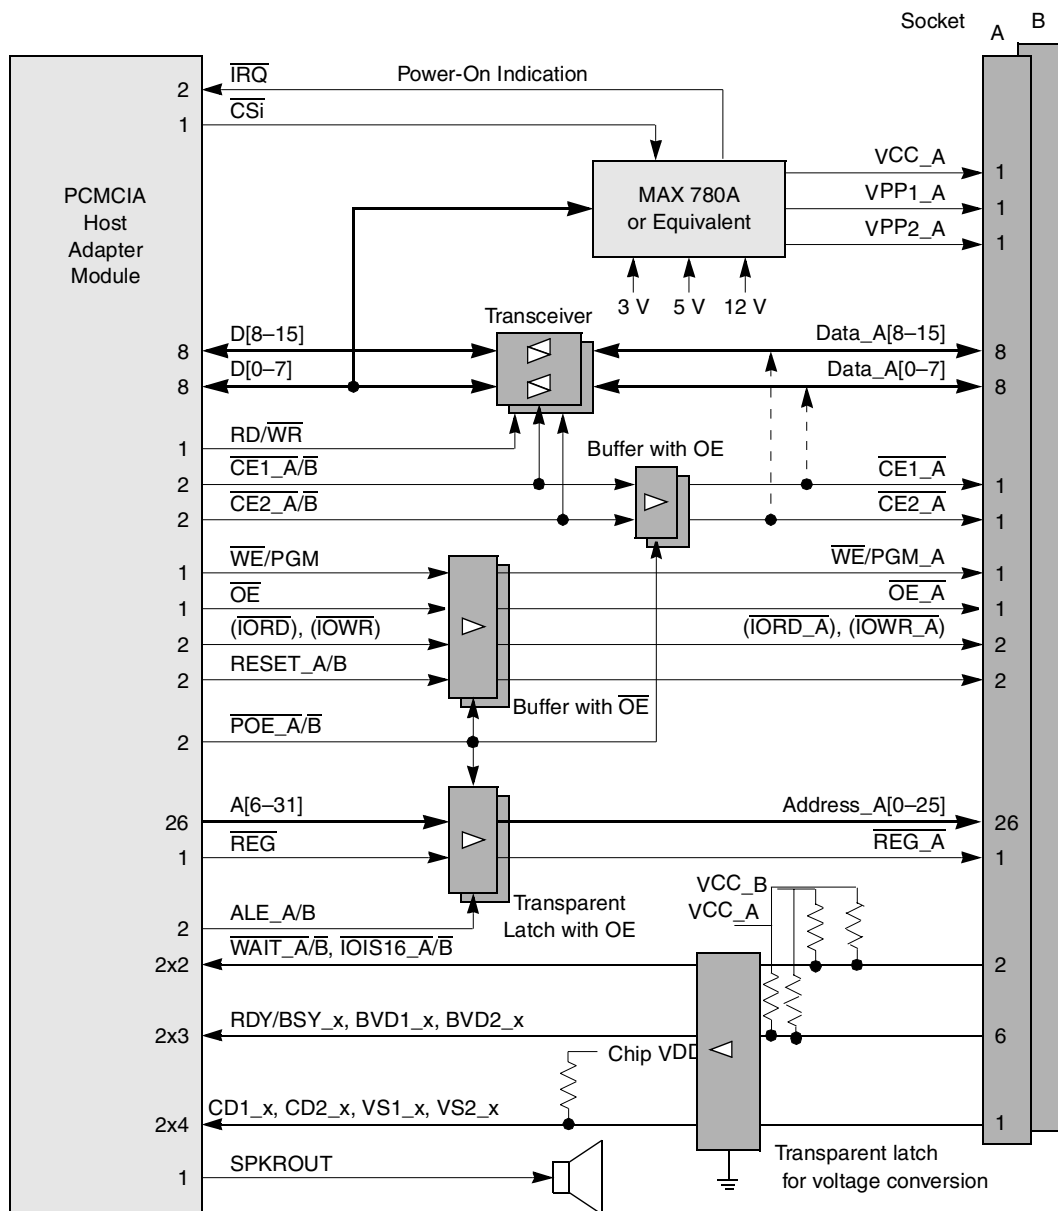 Socket A B
2 IRQ Power-On Indication
1 CSi
PCMCIA
Host
Adapter
Module
MAX 780A
or Equivalent
VCC_A 1
VPP1_A 1
VPP2_A 1
3 V 5 V 12 V
Transceiver
8 D[8–15] Data_A[8–15] 8
8 D[0–7] Data_A[0–7] 8
1 RD/WR
Buffer with OE
2 CE1_A/B CE1_A 1
2 CE2_A/B CE2_A 1
1 WE/PGM WE/PGM_A 1
1 OE OE_A 1
2 (IORD), (IOWR) (IORD_A), (IOWR_A) 2
2 RESET_A/B 2
Buffer with OE
2 POE_A/B
26 A[6–31] Address_A[0–25] 26
1 REG REG_A 1
VCC_B
VCC_A
Transparent
Latch with OE
2 ALE_A/B
2x2 WAIT_A/B, IOIS16_A/B 2
2x3 RDY/BSY_x, BVD1_x, BVD2_x 6
Chip VDD
2x4 CD1_x, CD2_x, VS1_x, VS2_x 1
1 SPKROUT
Transparent latch
for voltage conversion